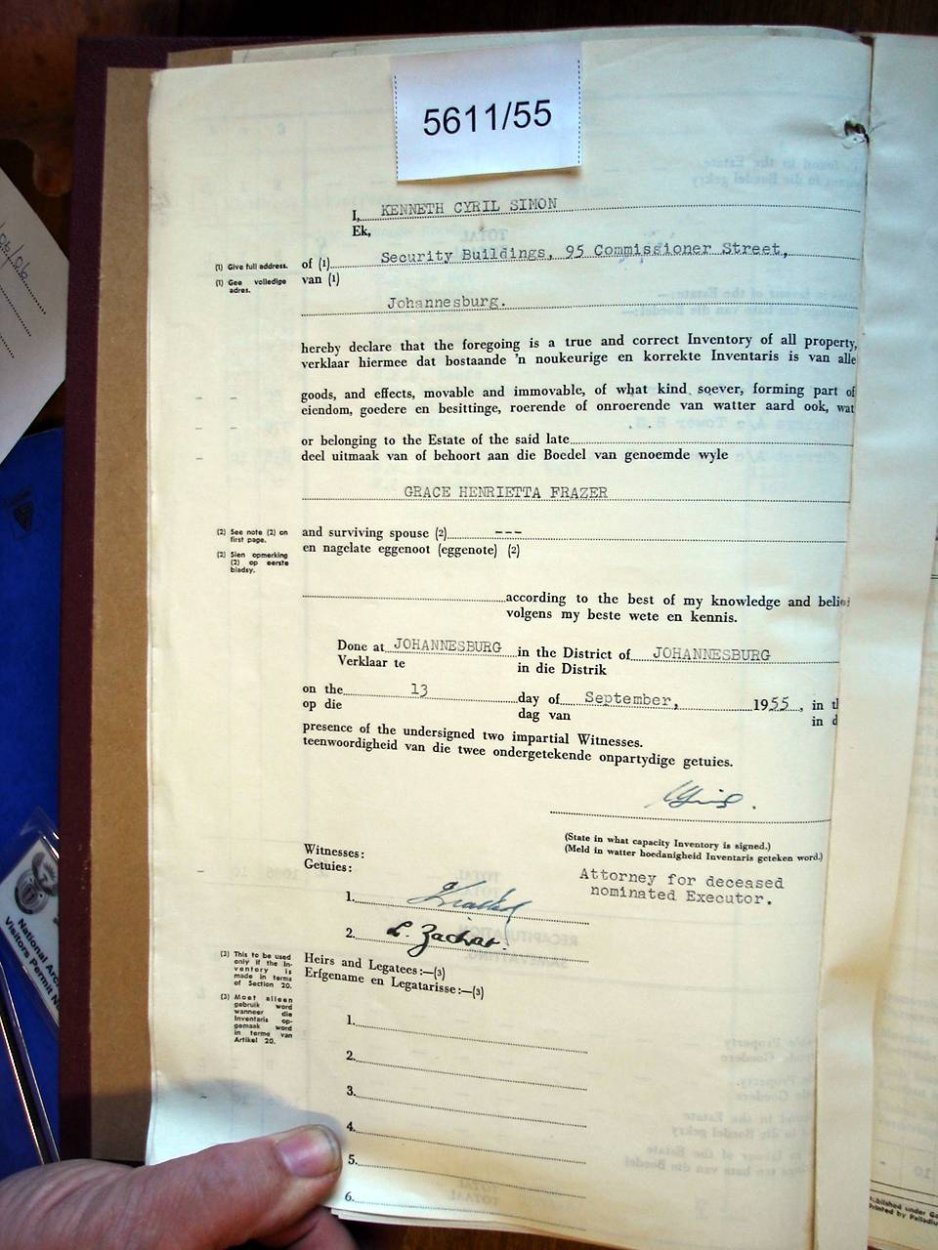 5611/55
I, KENNETH CYRIL SIMON
Ek,
of (1) Security Buildings, 95 Commissioner Street,
van (1)
(1) Give full address.
(1) Gee volledige adres.
Johannesburg.
hereby declare that the foregoing is a true and correct Inventory of all property,
verklaar hiermee dat bostaande 'n noukeurige en korrekte Inventaris is van alle
goods, and effects, movable and immovable, of what kind soever, forming part of
eiendom, goedere en besittinge, roerende of onroerende van watter aard ook, wat
or belonging to the Estate of the said late
deel uitmaak van of behoort aan die Boedel van genoemde wyle
GRACE HENRIETTA FRAZER
(2) See note (2) on
first page.
(2) Sien opmerking
(2) op eerste
bladsy.
and surviving spouse (2) ---
en nagelate eggenoot (eggenote) (2)
according to the best of my knowledge and belief
volgens my beste wete en kennis.
Done at JOHANNESBURG in the District of JOHANNESBURG
Verklaar te in die Distrik
on the 13 day of September, 1955, in
op die dag van in
presence of the undersigned two impartial Witnesses.
teenwoordigheid van die twee ondergetekende onpartydige getuies.
(State in what capacity Inventory is signed.)
(Meld in watter hoedanigheid Inventaris geteken word.)
Attorney for deceased
nominated Executor.
Witnesses:
Getuies:
1.
2. L. Zachar
(3) This to be used
only if the In-
ventory is
made in terms
of Section 20.
(3) Moet alleen
gebruik word
wanneer die
Inventaris op-
gemaak word
in terme van
Artikel 20.
Heirs and Legatees:—(3)
Erfgename en Legatarisse:—(3)
1.
2.
3.
4.
5.
6.
National Arc
Visitors Permit N